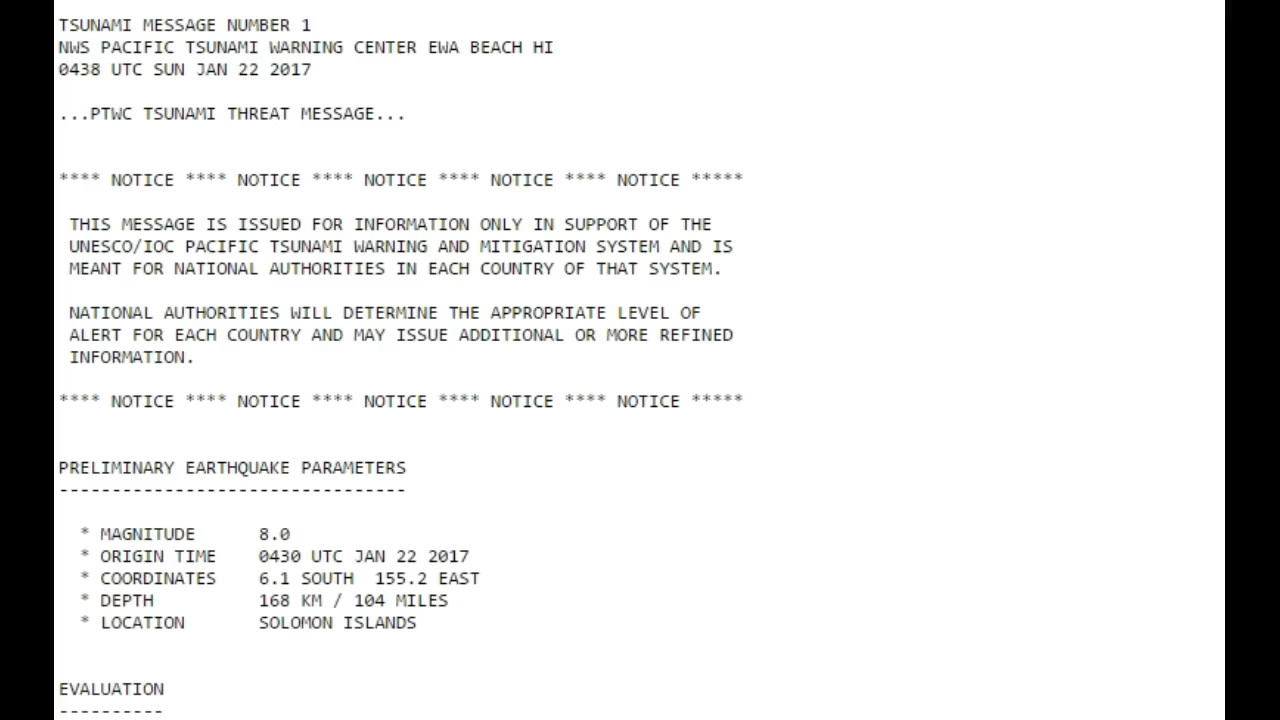 TSUNAMI MESSAGE NUMBER 1
NWS PACIFIC TSUNAMI WARNING CENTER EWA BEACH HI
0438 UTC SUN JAN 22 2017
...PTWC TSUNAMI THREAT MESSAGE...
**** NOTICE **** NOTICE **** NOTICE **** NOTICE **** NOTICE *****
THIS MESSAGE IS ISSUED FOR INFORMATION ONLY IN SUPPORT OF THE
UNESCO/IOC PACIFIC TSUNAMI WARNING AND MITIGATION SYSTEM AND IS
MEANT FOR NATIONAL AUTHORITIES IN EACH COUNTRY OF THAT SYSTEM.
NATIONAL AUTHORITIES WILL DETERMINE THE APPROPRIATE LEVEL OF
ALERT FOR EACH COUNTRY AND MAY ISSUE ADDITIONAL OR MORE REFINED
INFORMATION.
**** NOTICE **** NOTICE **** NOTICE **** NOTICE **** NOTICE *****
PRELIMINARY EARTHQUAKE PARAMETERS
---------------------------------
* MAGNITUDE      8.0
* ORIGIN TIME    0430 UTC JAN 22 2017
* COORDINATES    6.1 SOUTH  155.2 EAST
* DEPTH          168 KM / 104 MILES
* LOCATION       SOLOMON ISLANDS
EVALUATION
----------